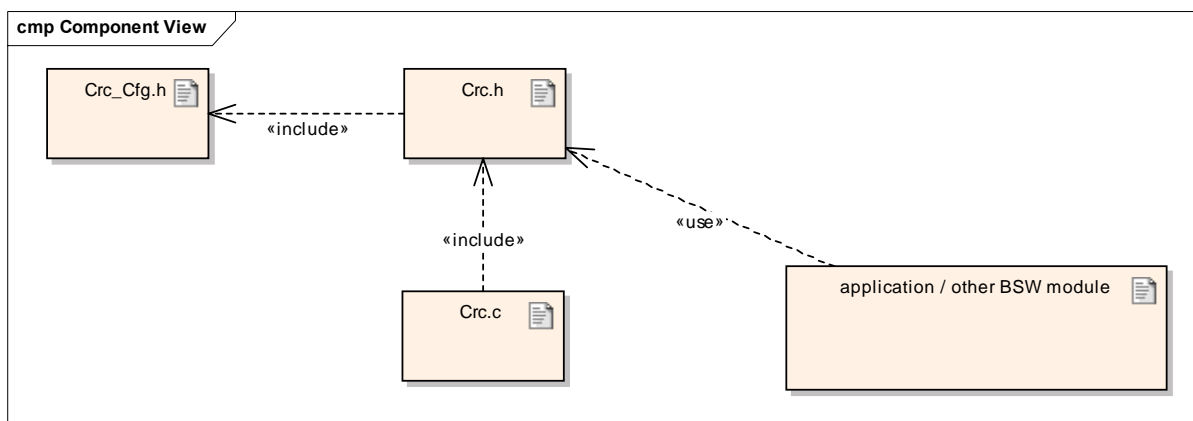 cmp Component View
Crc_Cfg.h
Crc.h
«include»
«use»
«include»
application / other BSW module
Crc.c